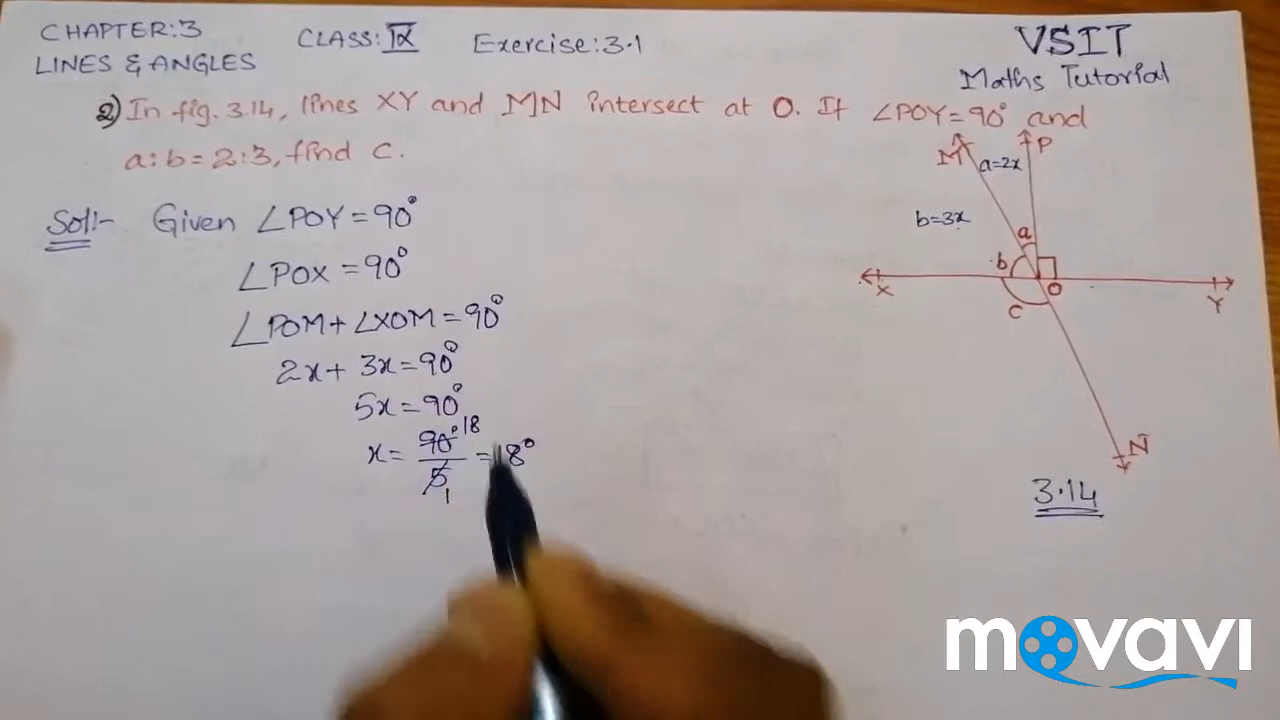 CHAPTER:3 CLASS: IX Exercise:3.1 VSIT
LINES & ANGLES Maths Tutorial
2) In fig. 3.14, lines XY and MN intersect at O. If ∠POY=90° and
a:b=2:3, find c.
Sol:- Given ∠POY=90°
∠POX=90°
∠POM+∠XOM=90°
2x+3x=90°
5x=90°
x=90°/5=18°
18
1
M
P
a=2x
b=3x
a
b
X
O
Y
c
N
3.14
movavi